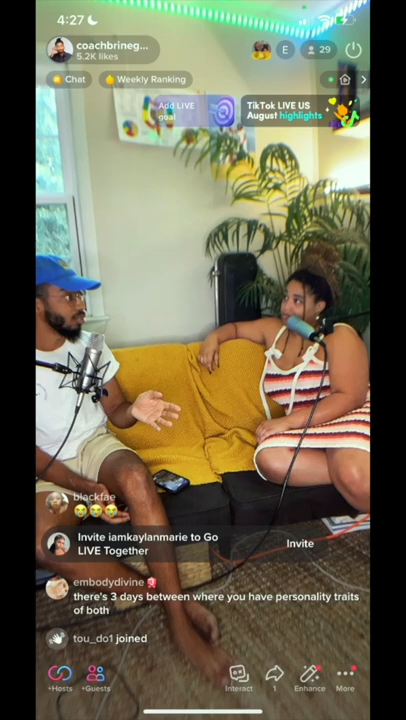 4:27
coachbrineg...
5.2K likes
E
29
Chat
Weekly Ranking
Add LIVE
goal
TikTok LIVE US
August highlights
blackfae
😭😭😭
Invite iamkaylanmarie to Go
LIVE Together
Invite
embodydivine
there's 3 days between where you have personality traits
of both
tou_do1 joined
+Hosts
+Guests
Interact
1
Enhance
More